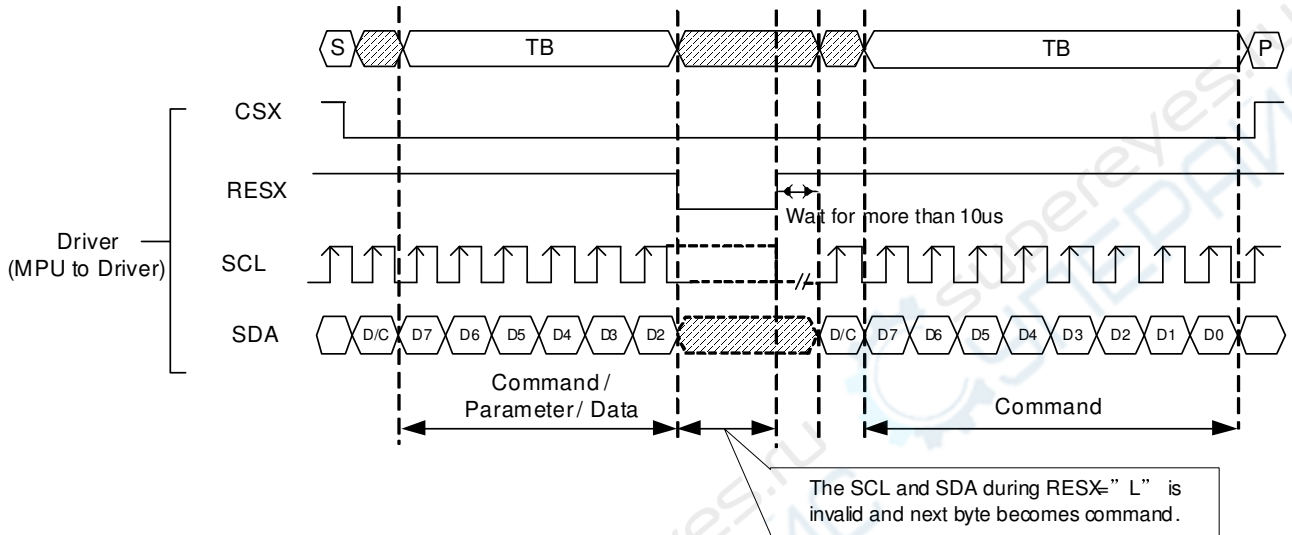 S TB TB P
CSX
RESX
Wait for more than 10us
Driver
(MPU to Driver)
SCL
SDA D/C D7 D6 D5 D4 D3 D2 D/C D7 D6 D5 D4 D3 D2 D1 D0
Command /
Parameter / Data
Command
The SCL and SDA during RESX=”L” is
invalid and next byte becomes command.